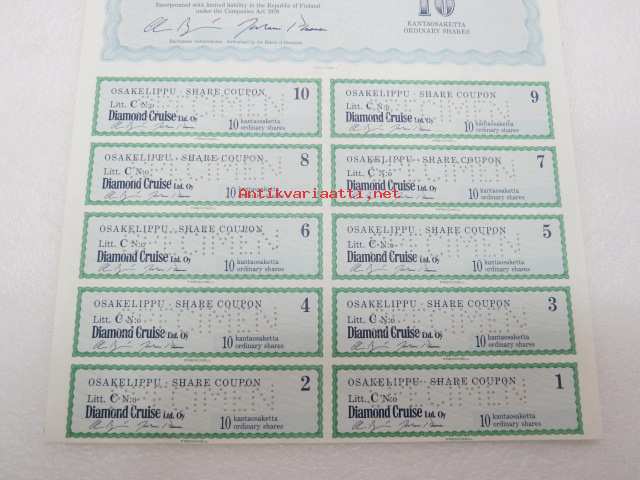 Incorporated with limited liability in the Republic of Finland
under the Companies Act 1978
10
KANTAOSAKETTA
ORDINARY SHARES
OSAKELIPPU - SHARE COUPON 10
Litt. C N:o
Diamond Cruise Ltd. Oy
10 kantaosaketta
ordinary shares
OSAKELIPPU - SHARE COUPON 9
Litt. C N:o
Diamond Cruise Ltd. Oy
10 kantaosaketta
ordinary shares
OSAKELIPPU - SHARE COUPON 8
Litt. C N:o
Diamond Cruise Ltd. Oy
10 kantaosaketta
ordinary shares
OSAKELIPPU - SHARE COUPON 7
Litt. C N:o
Diamond Cruise Ltd. Oy
10 kantaosaketta
ordinary shares
Antikvariaatti.net
OSAKELIPPU - SHARE COUPON 6
Litt. C N:o
Diamond Cruise Ltd. Oy
10 kantaosaketta
ordinary shares
OSAKELIPPU - SHARE COUPON 5
Litt. C N:o
Diamond Cruise Ltd. Oy
10 kantaosaketta
ordinary shares
OSAKELIPPU - SHARE COUPON 4
Litt. C N:o
Diamond Cruise Ltd. Oy
10 kantaosaketta
ordinary shares
OSAKELIPPU - SHARE COUPON 3
Litt. C N:o
Diamond Cruise Ltd. Oy
10 kantaosaketta
ordinary shares
OSAKELIPPU - SHARE COUPON 2
Litt. C N:o
Diamond Cruise Ltd. Oy
10 kantaosaketta
ordinary shares
OSAKELIPPU - SHARE COUPON 1
Litt. C N:o
Diamond Cruise Ltd. Oy
10 kantaosaketta
ordinary shares